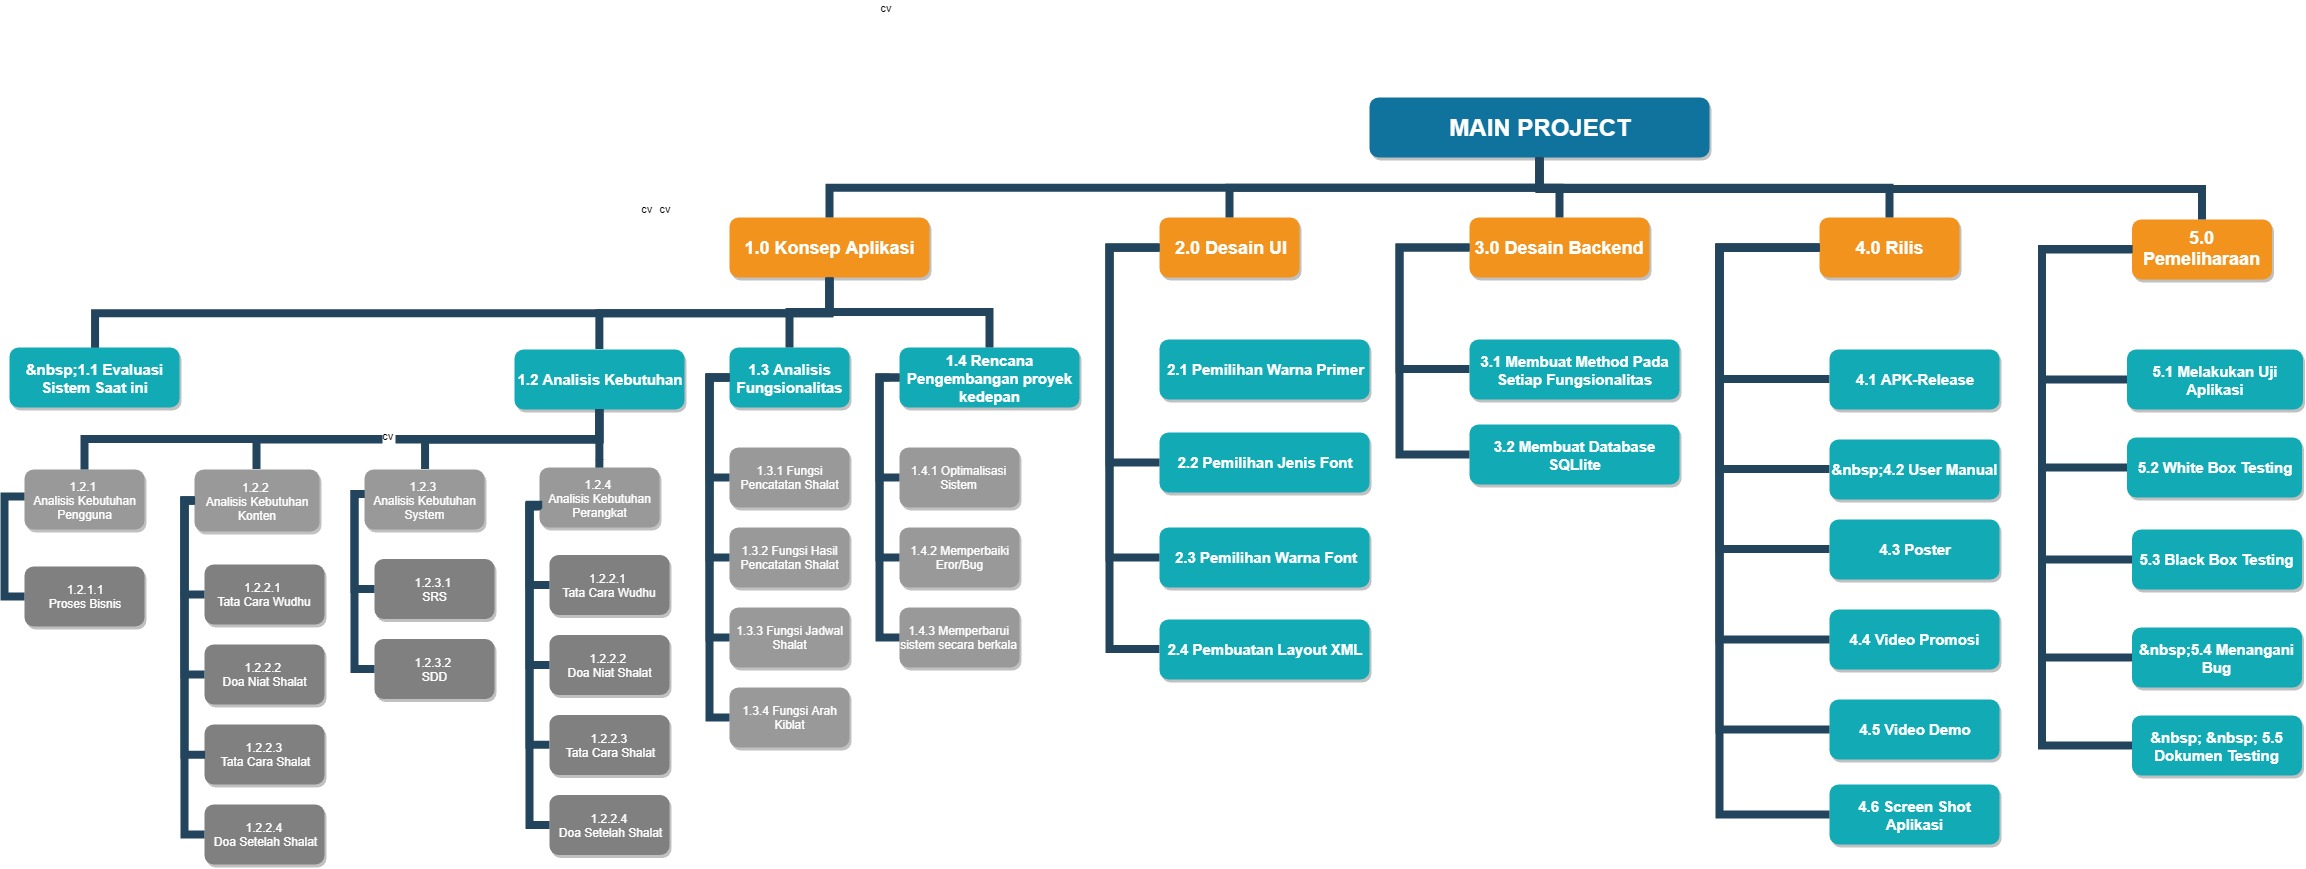 cv
MAIN PROJECT
cv cv
1.0 Konsep Aplikasi
2.0 Desain UI
3.0 Desain Backend
4.0 Rilis
5.0
Pemeliharaan
&nbsp;1.1 Evaluasi
Sistem Saat ini
1.2 Analisis Kebutuhan
1.3 Analisis
Fungsionalitas
1.4 Rencana
Pengembangan proyek
kedepan
cv
1.2.1
Analisis Kebutuhan
Pengguna
1.2.1.1
Proses Bisnis
1.2.2
Analisis Kebutuhan
Konten
1.2.2.1
Tata Cara Wudhu
1.2.2.2
Doa Niat Shalat
1.2.2.3
Tata Cara Shalat
1.2.2.4
Doa Setelah Shalat
1.2.3
Analisis Kebutuhan
System
1.2.3.1
SRS
1.2.3.2
SDD
1.2.4
Analisis Kebutuhan
Perangkat
1.2.2.1
Tata Cara Wudhu
1.2.2.2
Doa Niat Shalat
1.2.2.3
Tata Cara Shalat
1.2.2.4
Doa Setelah Shalat
1.3.1 Fungsi
Pencatatan Shalat
1.3.2 Fungsi Hasil
Pencatatan Shalat
1.3.3 Fungsi Jadwal
Shalat
1.3.4 Fungsi Arah
Kiblat
1.4.1 Optimalisasi
Sistem
1.4.2 Memperbaiki
Eror/Bug
1.4.3 Memperbarui
sistem secara berkala
2.1 Pemilihan Warna Primer
2.2 Pemilihan Jenis Font
2.3 Pemilihan Warna Font
2.4 Pembuatan Layout XML
3.1 Membuat Method Pada
Setiap Fungsionalitas
3.2 Membuat Database
SQLlite
4.1 APK-Release
&nbsp;4.2 User Manual
4.3 Poster
4.4 Video Promosi
4.5 Video Demo
4.6 Screen Shot
Aplikasi
5.1 Melakukan Uji
Aplikasi
5.2 White Box Testing
5.3 Black Box Testing
&nbsp;5.4 Menangani
Bug
&nbsp; &nbsp; 5.5
Dokumen Testing